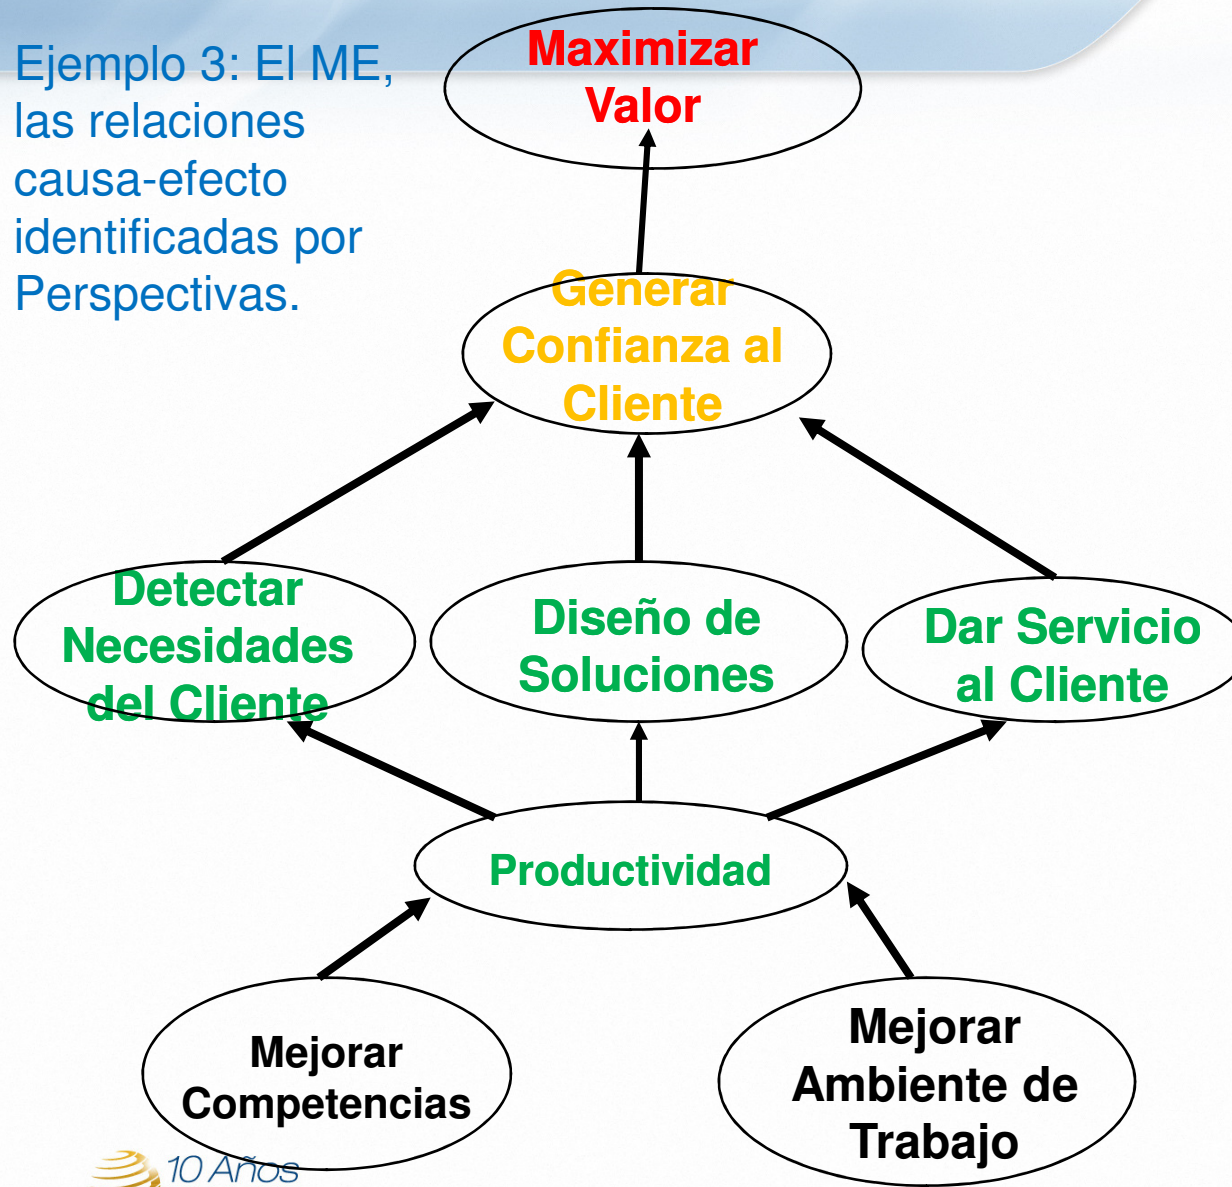 Ejemplo 3: El ME,
las relaciones
causa-efecto
identificadas por
Perspectivas.
Maximizar
Valor
Generar
Confianza al
Cliente
Detectar
Necesidades
del Cliente
Diseño de
Soluciones
Dar Servicio
al Cliente
Productividad
Mejorar
Competencias
Mejorar
Ambiente de
Trabajo
10 Años